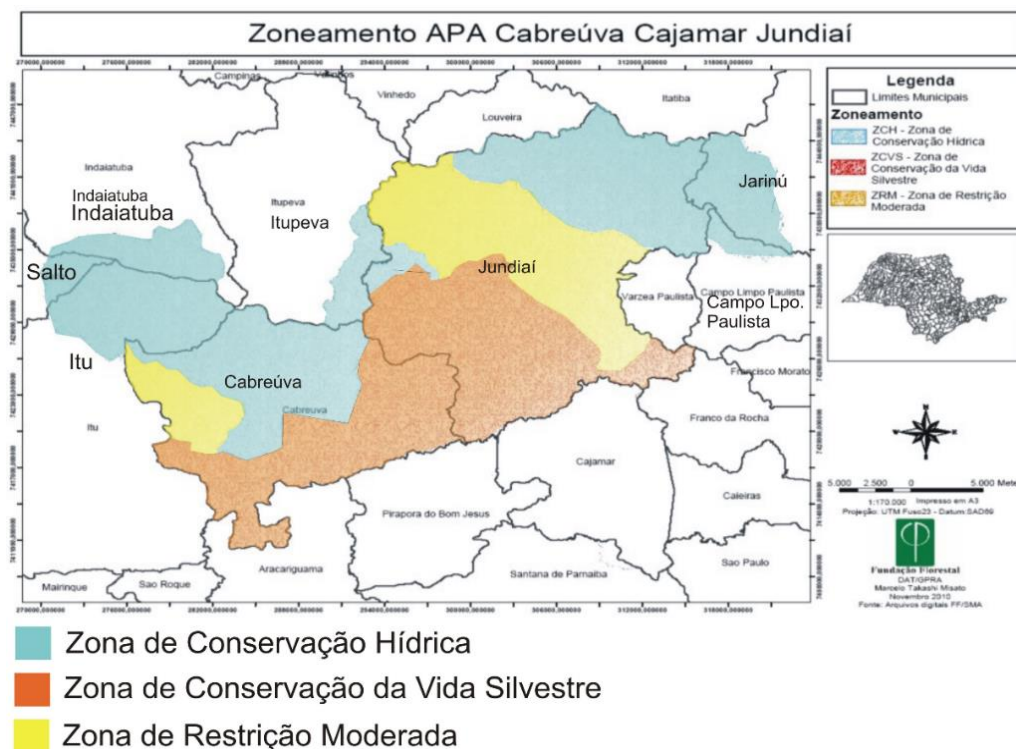 Zoneamento APA Cabreúva Cajamar Jundiaí
Campinas
Vinhedo
Itatiba
Louveira
Indaiatuba
Indaiatuba
Indaiatuba
Itupeva
Itupeva
Jarinú
Salto
Jundiaí
Varzea Paulista
Campo Limpo Paulista
Campo Lpo.
Paulista
Itu
Cabreúva
Cabreuva
Francisco Morato
Itu
Franco da Rocha
Cajamar
Caieiras
Pirapora do Bom Jesus
Sao Paulo
Santana de Parnaiba
Aracariguama
Mairinque
Sao Roque
Legenda
Limites Municipais
Zoneamento
ZCH - Zona de
Conservação Hídrica
ZCVS - Zona de
Conservação da Vida
Silvestre
ZRM - Zona de Restrição
Moderada
5.000 2.500 0 5.000 Mete
1:170.000 Impresso em A3
Projeção: UTM Fuso23 - Datum SAD69
Fundação Florestal
DAT/GPRA
Marcelo Takashi Misato
Novembro 2010
Fonte: Arquivos digitais FF/SMA
Zona de Conservação Hídrica
Zona de Conservação da Vida Silvestre
Zona de Restrição Moderada